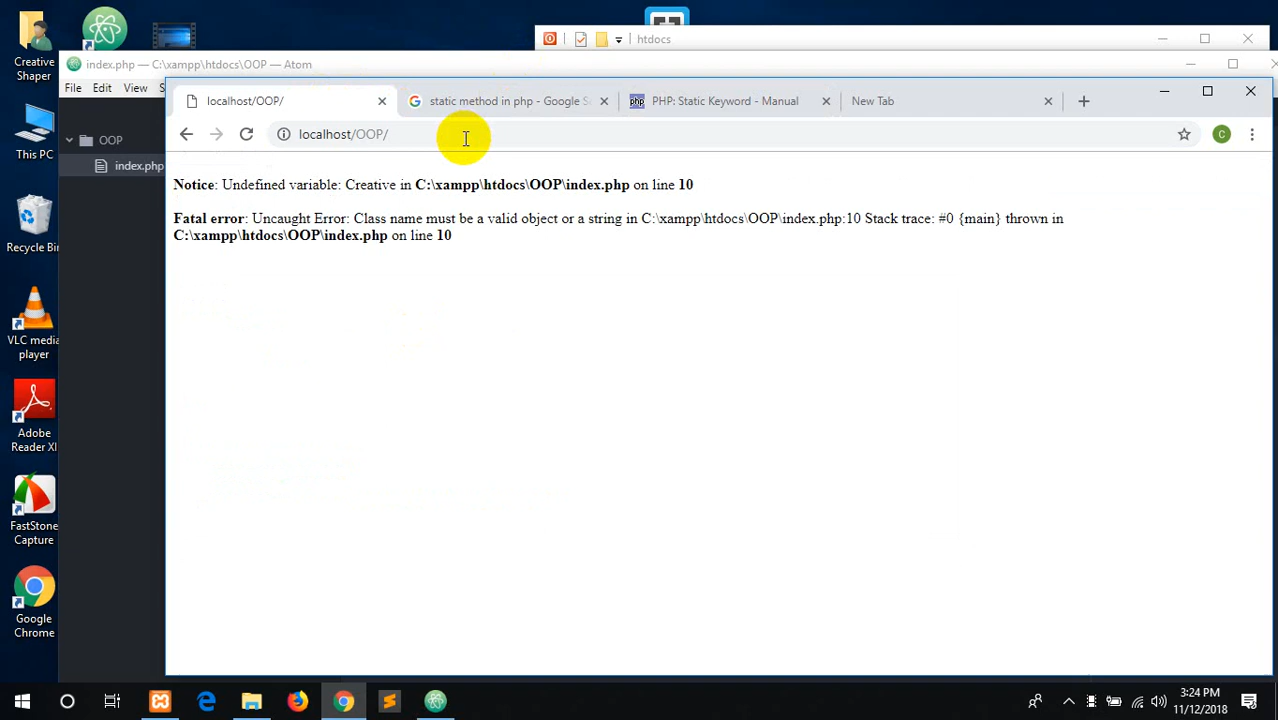 Creative
Shaper
This PC
Recycle Bin
VLC media
player
Adobe
Reader XI
FastStone
Capture
Google
Chrome
htdocs
index.php — C:\xampp\htdocs\OOP — Atom
File Edit View S
OOP
index.php
localhost/OOP/
static method in php - Google S
php PHP: Static Keyword - Manual
New Tab
localhost/OOP/
C
Notice: Undefined variable: Creative in C:\xampp\htdocs\OOP\index.php on line 10
Fatal error: Uncaught Error: Class name must be a valid object or a string in C:\xampp\htdocs\OOP\index.php:10 Stack trace: #0 {main} thrown in
C:\xampp\htdocs\OOP\index.php on line 10
3:24 PM
11/12/2018